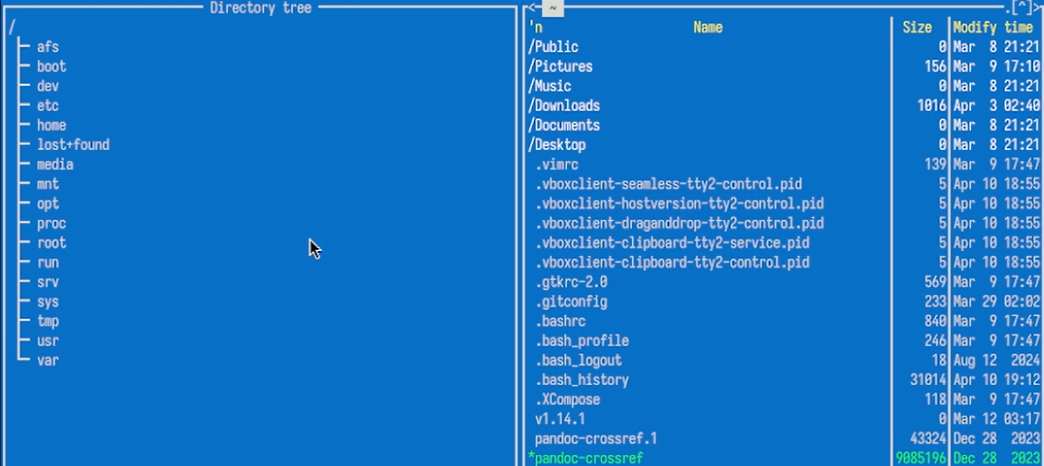 Directory tree
/
afs
boot
dev
etc
home
lost+found
media
mnt
opt
proc
root
run
srv
sys
tmp
usr
var
<~ .[^]>
'n Name Size Modify time
/Public 0 Mar 8 21:21
/Pictures 156 Mar 9 17:10
/Music 0 Mar 8 21:21
/Downloads 1016 Apr 3 02:40
/Documents 0 Mar 8 21:21
/Desktop 0 Mar 8 21:21
.vimrc 139 Mar 9 17:47
.vboxclient-seamless-tty2-control.pid 5 Apr 10 18:55
.vboxclient-hostversion-tty2-control.pid 5 Apr 10 18:55
.vboxclient-draganddrop-tty2-control.pid 5 Apr 10 18:55
.vboxclient-clipboard-tty2-service.pid 5 Apr 10 18:55
.vboxclient-clipboard-tty2-control.pid 5 Apr 10 18:55
.gtkrc-2.0 569 Mar 9 17:47
.gitconfig 233 Mar 29 02:02
.bashrc 840 Mar 9 17:47
.bash_profile 246 Mar 9 17:47
.bash_logout 18 Aug 12 2024
.bash_history 31014 Apr 10 19:12
.XCompose 118 Mar 9 17:47
v1.14.1 0 Mar 12 03:17
pandoc-crossref.1 43324 Dec 28 2023
*pandoc-crossref 9085196 Dec 28 2023